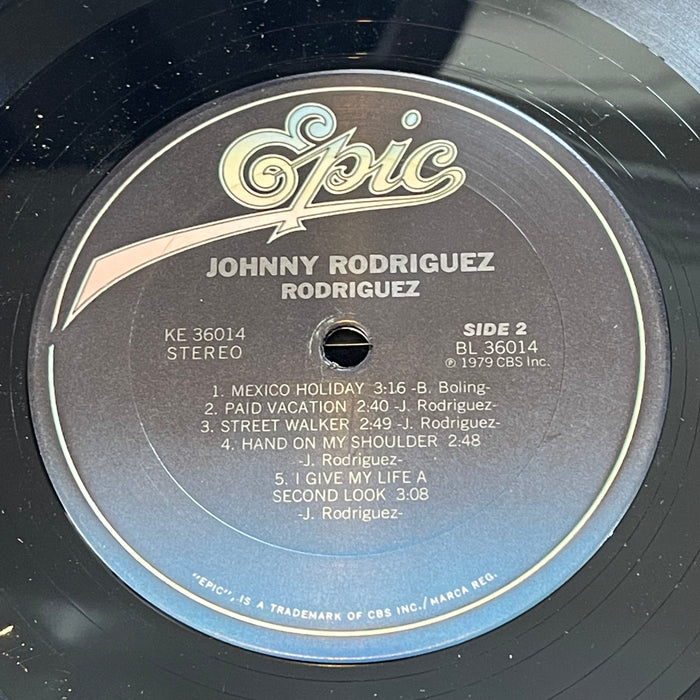 Epic
JOHNNY RODRIGUEZ
RODRIGUEZ
KE 36014
STEREO
SIDE 2
BL 36014
℗ 1979 CBS Inc.
1. MEXICO HOLIDAY 3:16 -B. Boling-
2. PAID VACATION 2:40 -J. Rodriguez-
3. STREET WALKER 2:49 -J. Rodriguez-
4. HAND ON MY SHOULDER 2:48
-J. Rodriguez-
5. I GIVE MY LIFE A
SECOND LOOK 3:08
-J. Rodriguez-
"EPIC", IS A TRADEMARK OF CBS INC./MARCA REG.